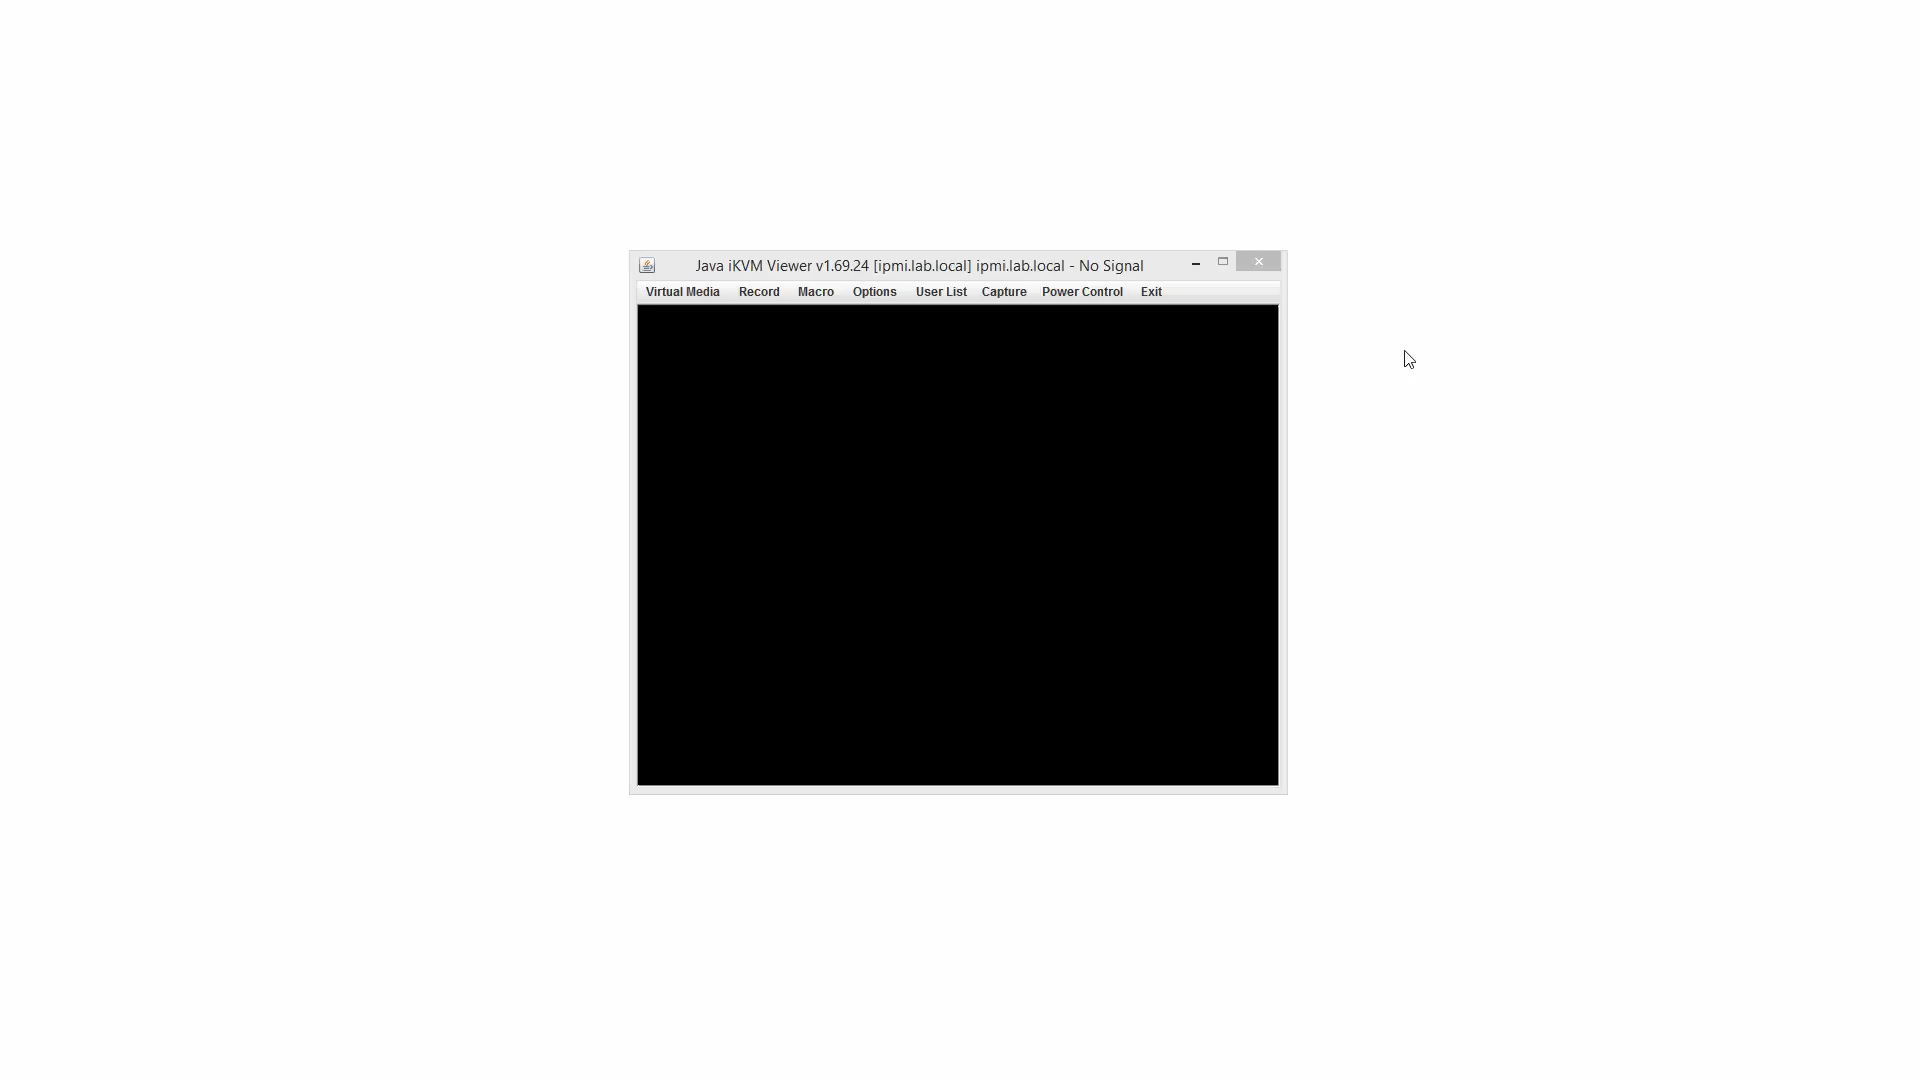 Java iKVM Viewer v1.69.24 [ipmi.lab.local] ipmi.lab.local - No Signal
Virtual Media Record Macro Options User List Capture Power Control Exit